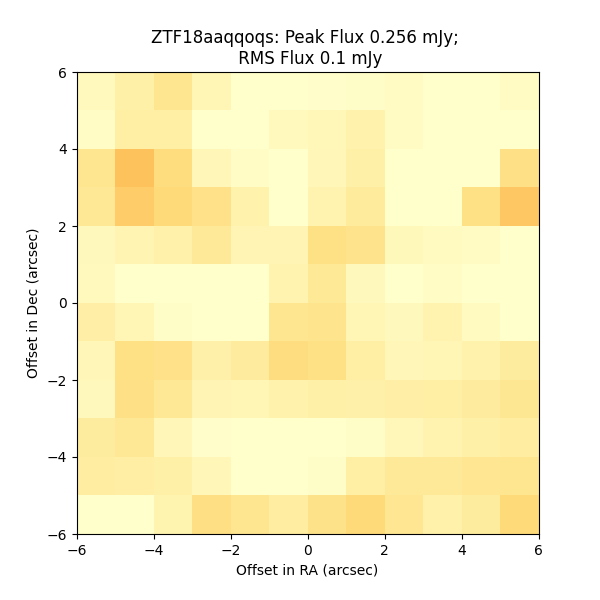 ZTF18aaqqoqs: Peak Flux 0.256 mJy;
RMS Flux 0.1 mJy
6
4
2
0
−2
−4
−6
Offset in Dec (arcsec)
−6 −4 −2 0 2 4 6
Offset in RA (arcsec)